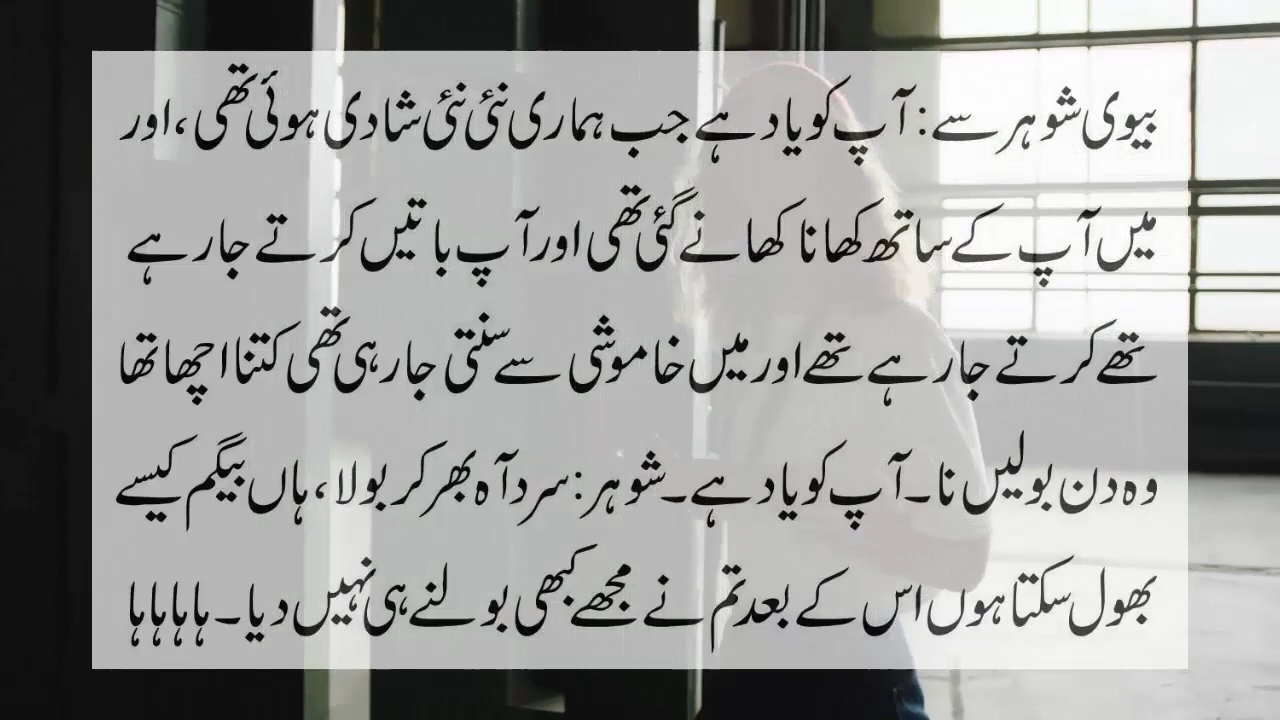 بیوی شوہر سے: آپ کو یاد ہے جب ہماری نئی نئی شادی ہوئی تھی، اور
میں آپ کے ساتھ کھانا کھانے گئی تھی اور آپ باتیں کرتے جا رہے
تھے کرتے جا رہے تھے اور میں خاموشی سے سنتی جا رہی تھی کتنا اچھا تھا
وہ دن بولیں نا۔ آپ کو یاد ہے۔ شوہر: سرد آہ بھر کر بولا، ہاں بیگم کیسے
بھول سکتا ہوں اس کے بعد تم نے مجھے کبھی بولنے ہی نہیں دیا۔ ہاہاہاہا